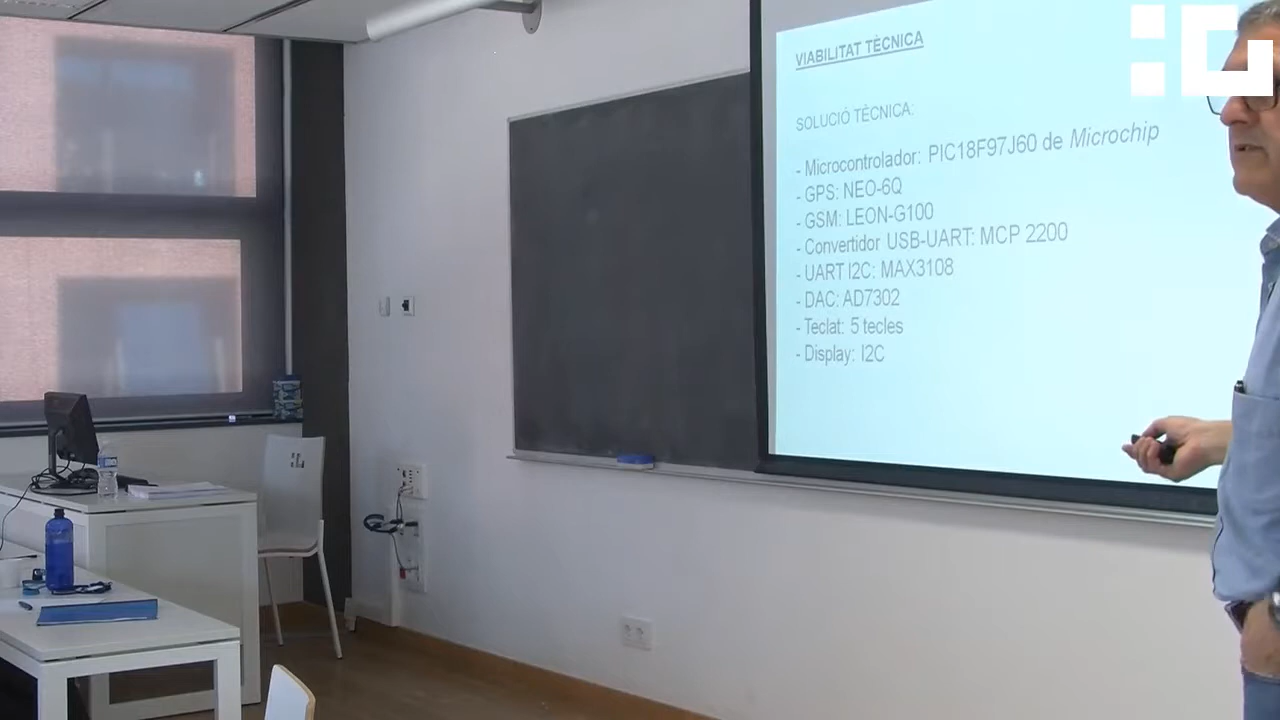 VIABILITAT TÈCNICA
SOLUCIÓ TÈCNICA:
- Microcontrolador: PIC18F97J60 de Microchip
- GPS: NEO-6Q
- GSM: LEON-G100
- Convertidor USB-UART: MCP 2200
- UART I2C: MAX3108
- DAC: AD7302
- Teclat: 5 tecles
- Display: I2C